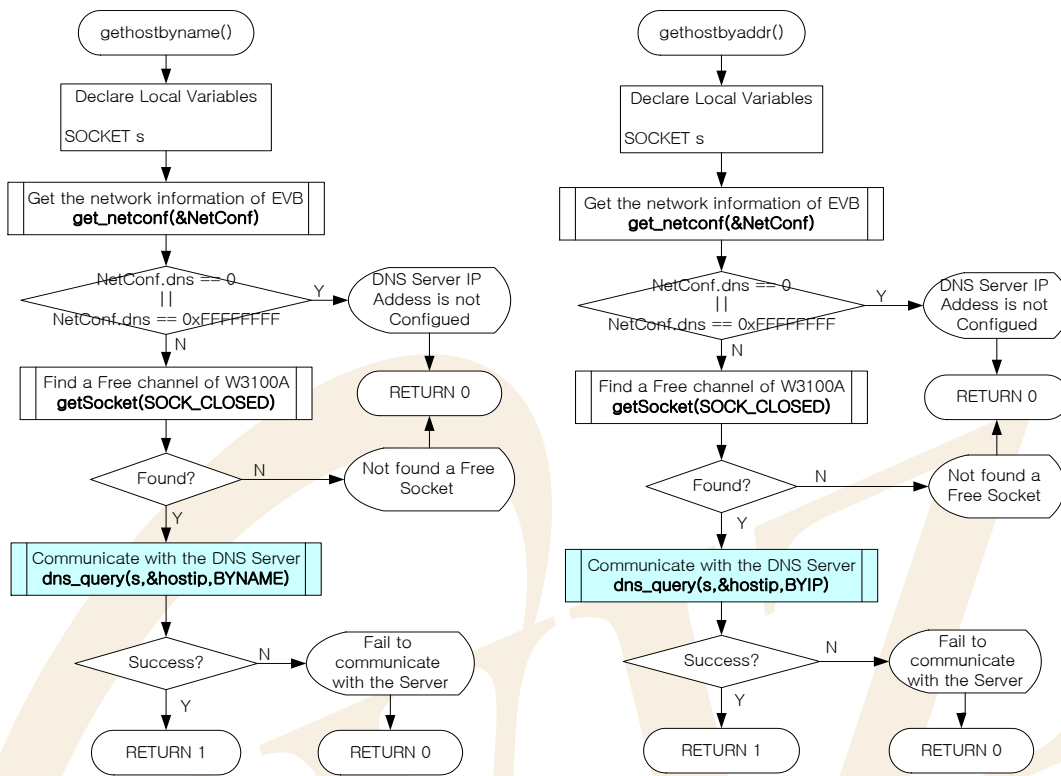 gethostbyname()
Declare Local Variables
SOCKET s
Get the network information of EVB
get_netconf(&NetConf)
NetConf.dns == 0
||
NetConf.dns == 0xFFFFFFFF
Y
DNS Server IP
Addess is not
Configued
N
Find a Free channel of W3100A
getSocket(SOCK_CLOSED)
RETURN 0
Found?
N
Not found a Free
Socket
Y
Communicate with the DNS Server
dns_query(s,&hostip,BYNAME)
Success?
N
Fail to
communicate
with the Server
Y
RETURN 1
RETURN 0
gethostbyaddr()
Declare Local Variables
SOCKET s
Get the network information of EVB
get_netconf(&NetConf)
NetConf.dns == 0
||
NetConf.dns == 0xFFFFFFFF
Y
DNS Server IP
Addess is not
Configued
N
Find a Free channel of W3100A
getSocket(SOCK_CLOSED)
RETURN 0
Found?
N
Not found a
Free Socket
Y
Communicate with the DNS Server
dns_query(s,&hostip,BYIP)
Success?
N
Fail to
communicate
with the Server
Y
RETURN 1
RETURN 0